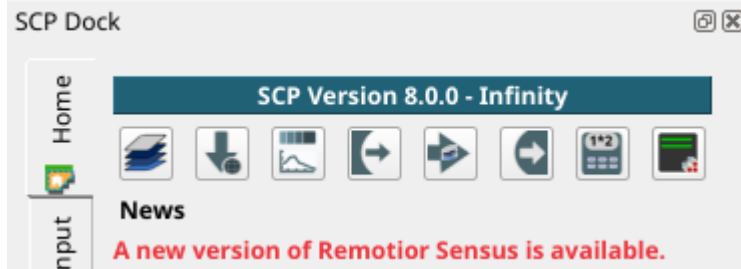 SCP Dock
Home
SCP Version 8.0.0 - Infinity
1*2
News
A new version of Remotior Sensus is available.